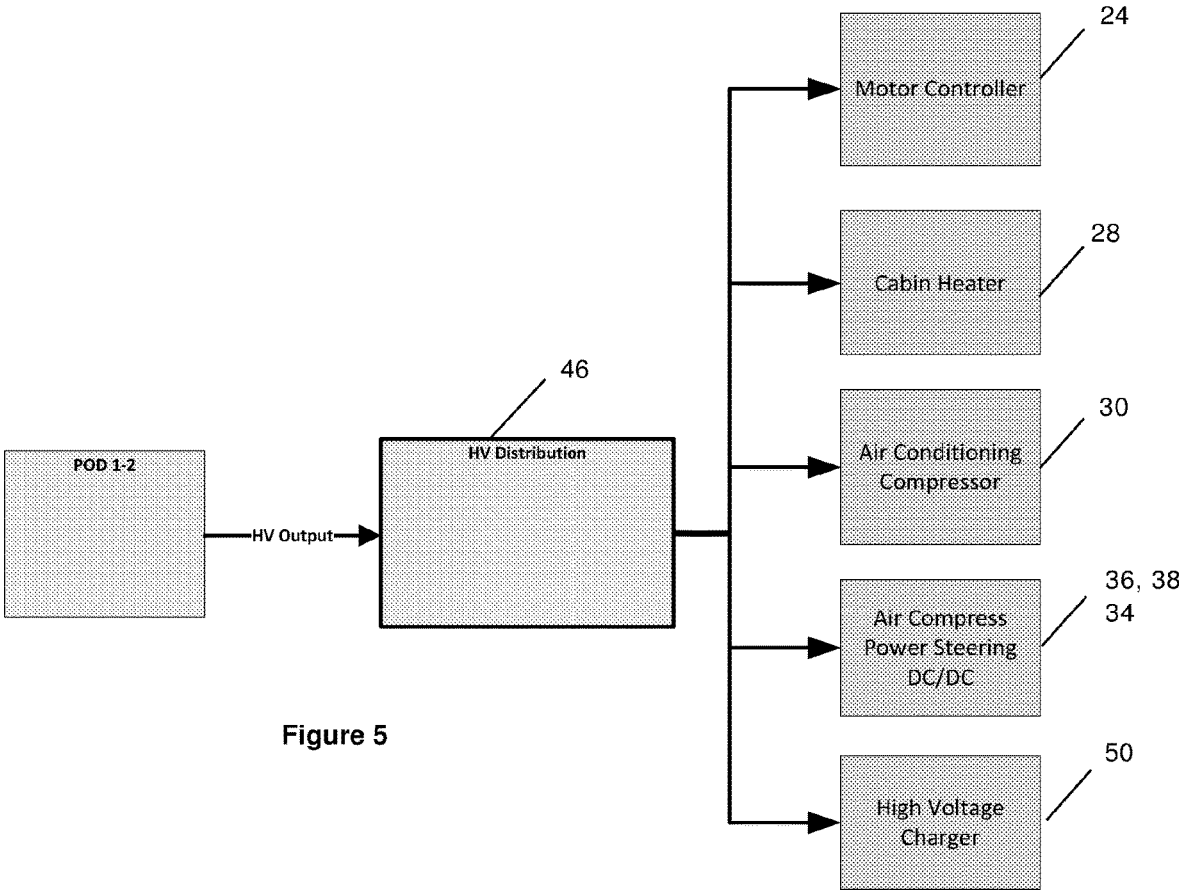 24
Motor Controller
28
Cabin Heater
46
30
POD 1-2
HV Distribution
Air Conditioning
Compressor
HV Output
36, 38
34
Air Compress
Power Steering
DC/DC
Figure 5
50
High Voltage
Charger